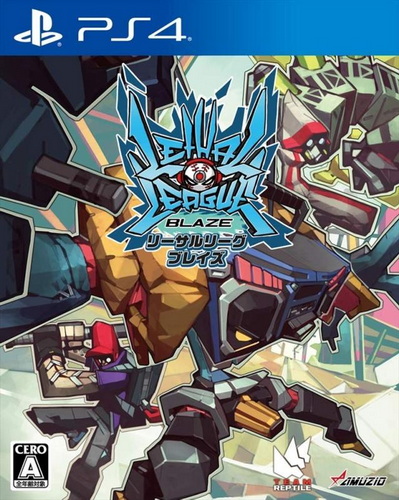 PS4
LETHAL
LEAGUE
BLAZE
リーサルリーグ
ブレイズ
CERO
A
全年齢対象
TEAM
REPTILE
AMUZIO